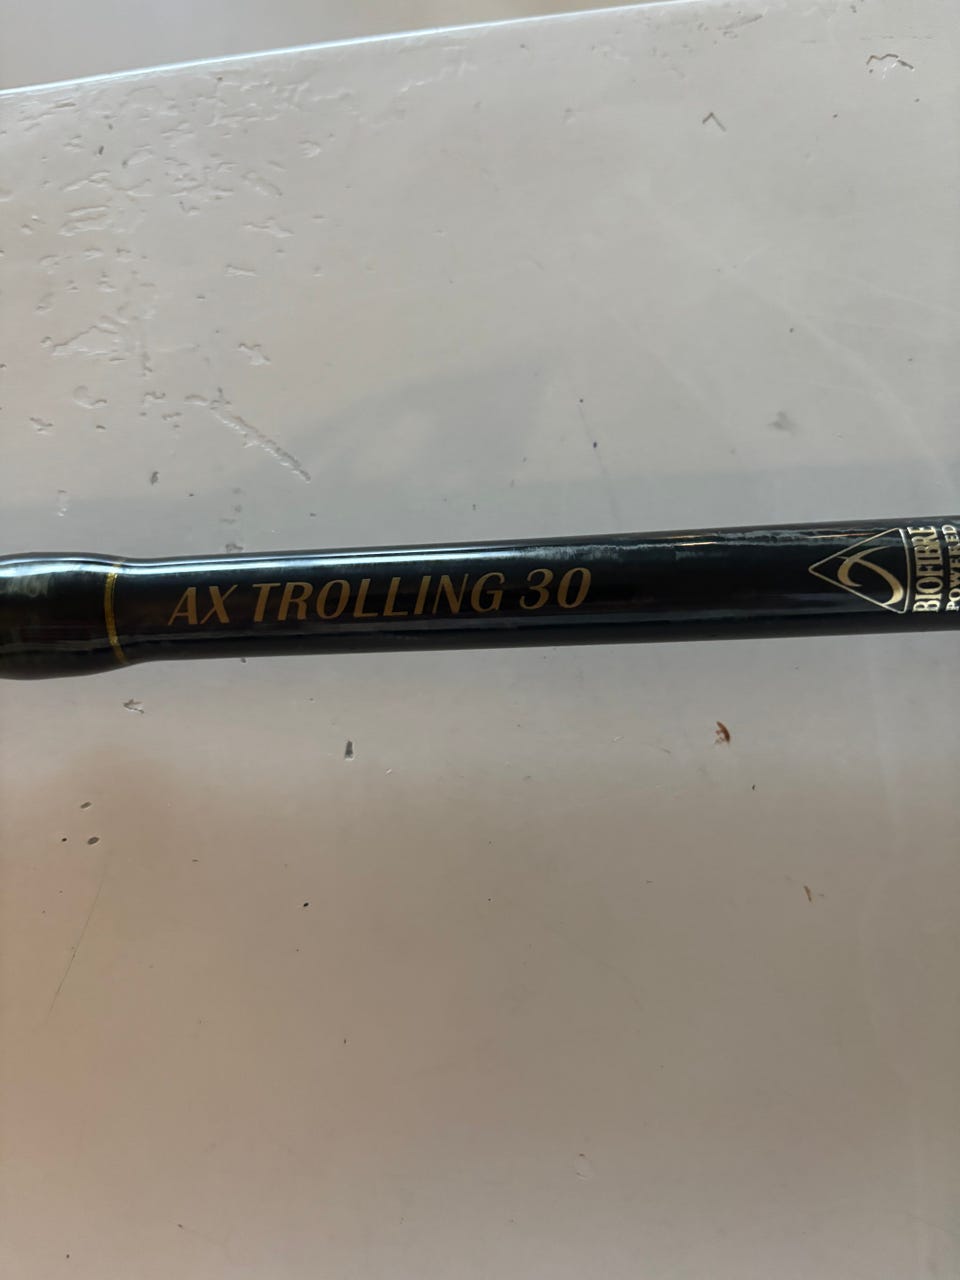 AX TROLLING 30
BIOFIBRE
POWERED